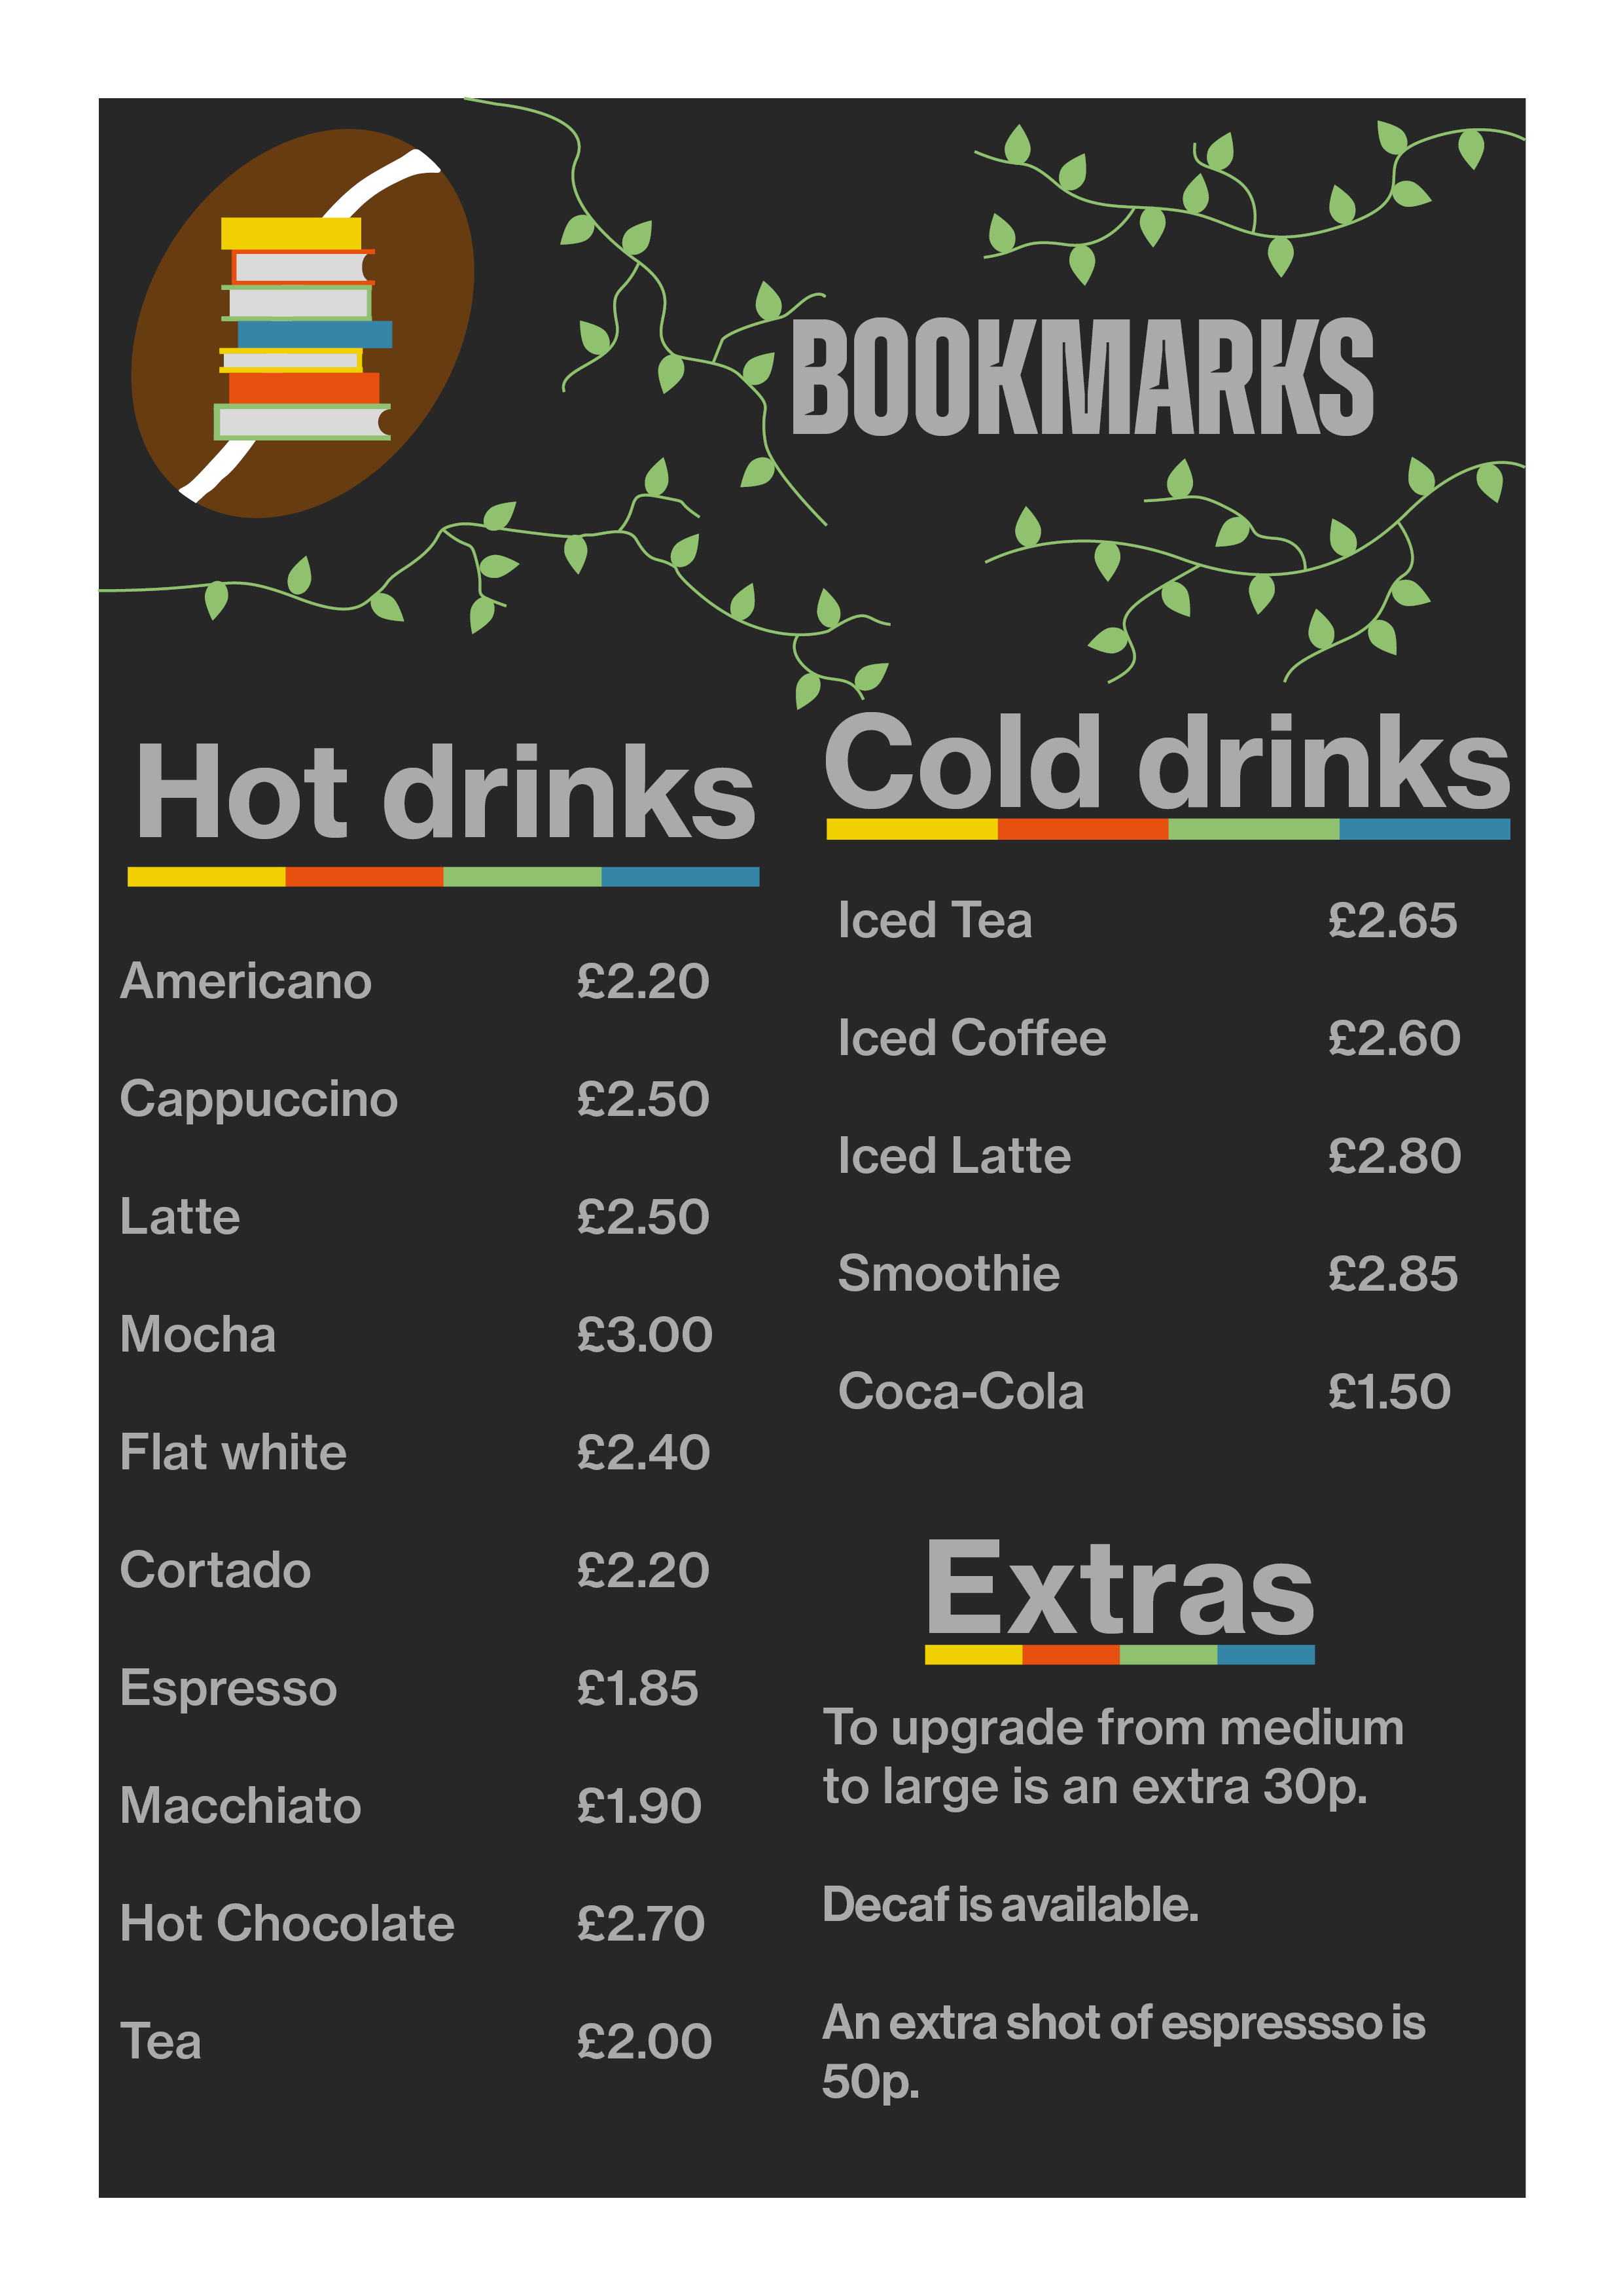 BOOKMARKS
Hot drinks
Americano £2.20
Cappuccino £2.50
Latte £2.50
Mocha £3.00
Flat white £2.40
Cortado £2.20
Espresso £1.85
Macchiato £1.90
Hot Chocolate £2.70
Tea £2.00
Cold drinks
Iced Tea £2.65
Iced Coffee £2.60
Iced Latte £2.80
Smoothie £2.85
Coca-Cola £1.50
Extras
To upgrade from medium
to large is an extra 30p.
Decaf is available.
An extra shot of espressso is
50p.